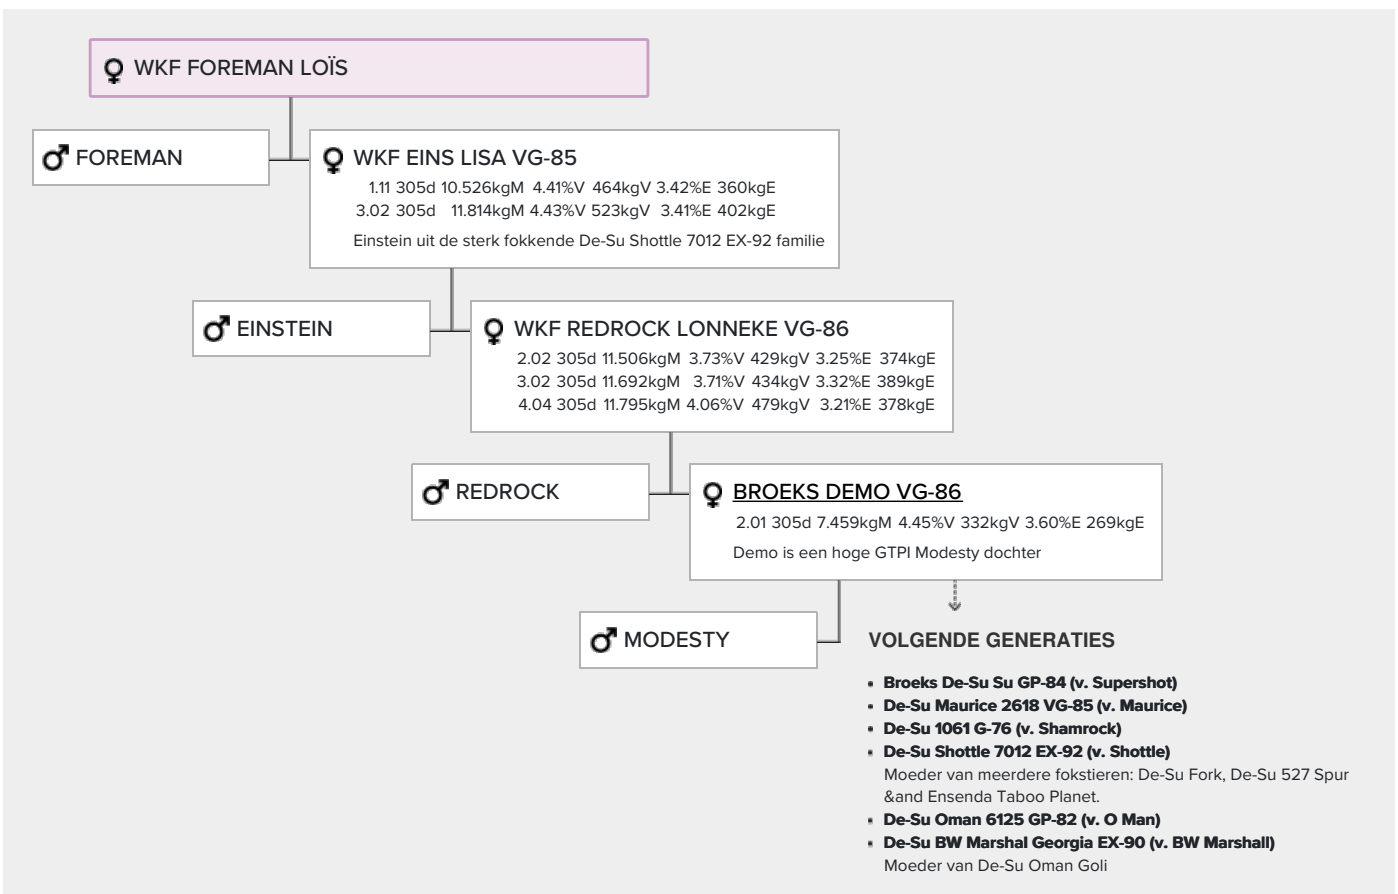 WKF FOREMAN LOÏS
FOREMAN
WKF EINS LISA VG-85
1.11 305d 10.526kgM 4.41%V 464kgV 3.42%E 360kgE
3.02 305d 11.814kgM 4.43%V 523kgV 3.41%E 402kgE
Einstein uit de sterk fokkende De-Su Shottle 7012 EX-92 familie
EINSTEIN
WKF REDROCK LONNEKE VG-86
2.02 305d 11.506kgM 3.73%V 429kgV 3.25%E 374kgE
3.02 305d 11.692kgM 3.71%V 434kgV 3.32%E 389kgE
4.04 305d 11.795kgM 4.06%V 479kgV 3.21%E 378kgE
REDROCK
BROEKS DEMO VG-86
2.01 305d 7.459kgM 4.45%V 332kgV 3.60%E 269kgE
Demo is een hoge GTPI Modesty dochter
MODESTY
VOLGENDE GENERATIES
Broeks De-Su Su GP-84 (v. Supershot)
De-Su Maurice 2618 VG-85 (v. Maurice)
De-Su 1061 G-76 (v. Shamrock)
De-Su Shottle 7012 EX-92 (v. Shottle)
Moeder van meerdere fokstieren: De-Su Fork, De-Su 527 Spur
&and Ensenda Taboo Planet.
De-Su Oman 6125 GP-82 (v. O Man)
De-Su BW Marshal Georgia EX-90 (v. BW Marshall)
Moeder van De-Su Oman Goli